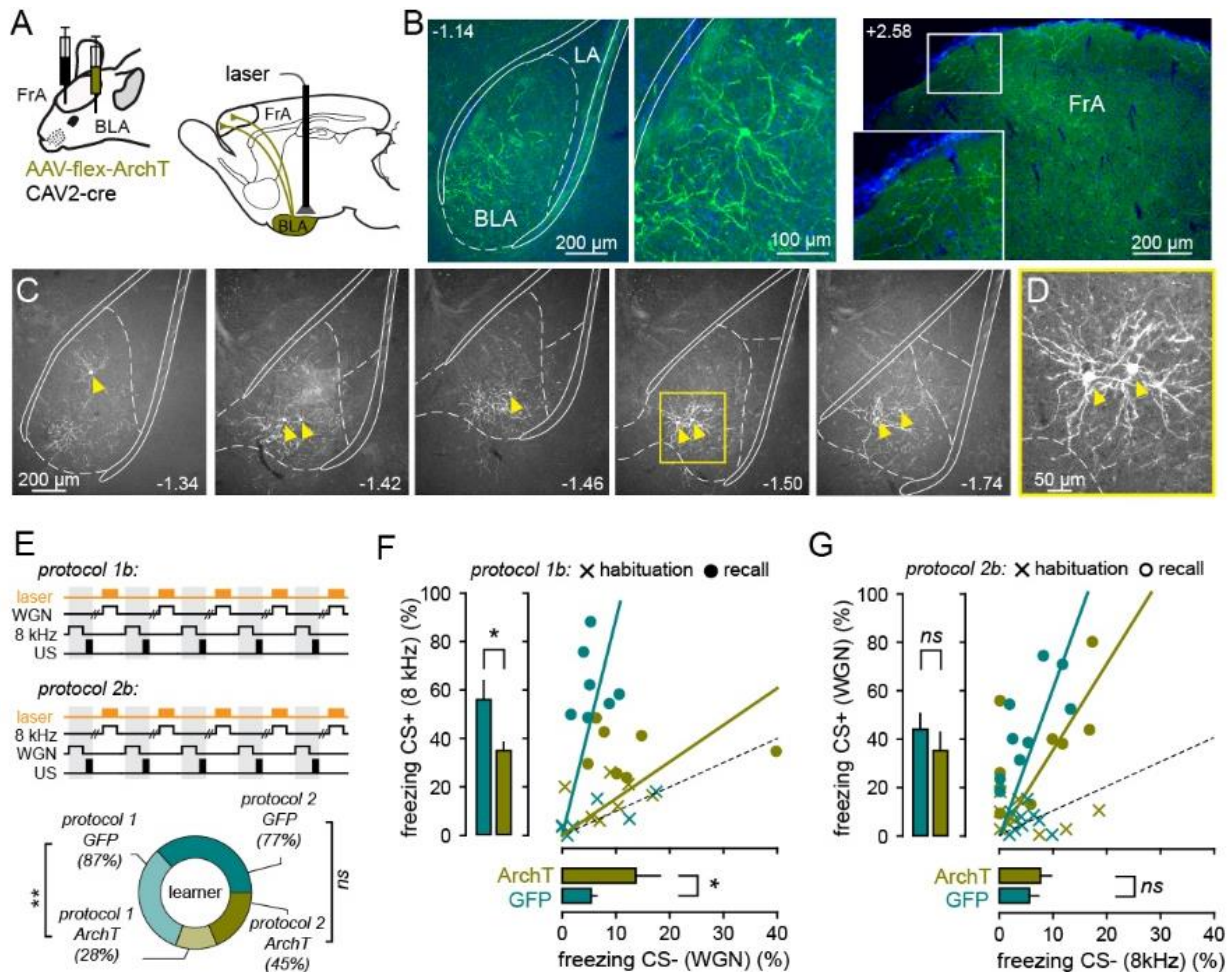 A
FrA
BLA
AAV-flex-ArchT
CAV2-cre
laser
FrA
BLA
B
-1.14
LA
BLA
200 µm
100 µm
+2.58
FrA
200 µm
C
200 µm
-1.34
-1.42
-1.46
-1.50
-1.74
D
50 µm
E
protocol 1b:
laser
WGN
8 kHz
US
protocol 2b:
laser
8 kHz
WGN
US
protocol 1
GFP
(87%)
protocol 2
GFP
(77%)
**
learner
ns
protocol 1
ArchT
(28%)
protocol 2
ArchT
(45%)
F
protocol 1b: × habituation ● recall
freezing CS+ (8 kHz) (%)
100
80
60
40
20
0
*
ArchT
GFP
*
0 10 20 30 40
freezing CS- (WGN) (%)
G
protocol 2b: × habituation ○ recall
freezing CS+ (WGN) (%)
100
80
60
40
20
0
ns
ArchT
GFP
ns
0 10 20 30 40
freezing CS- (8kHz) (%)